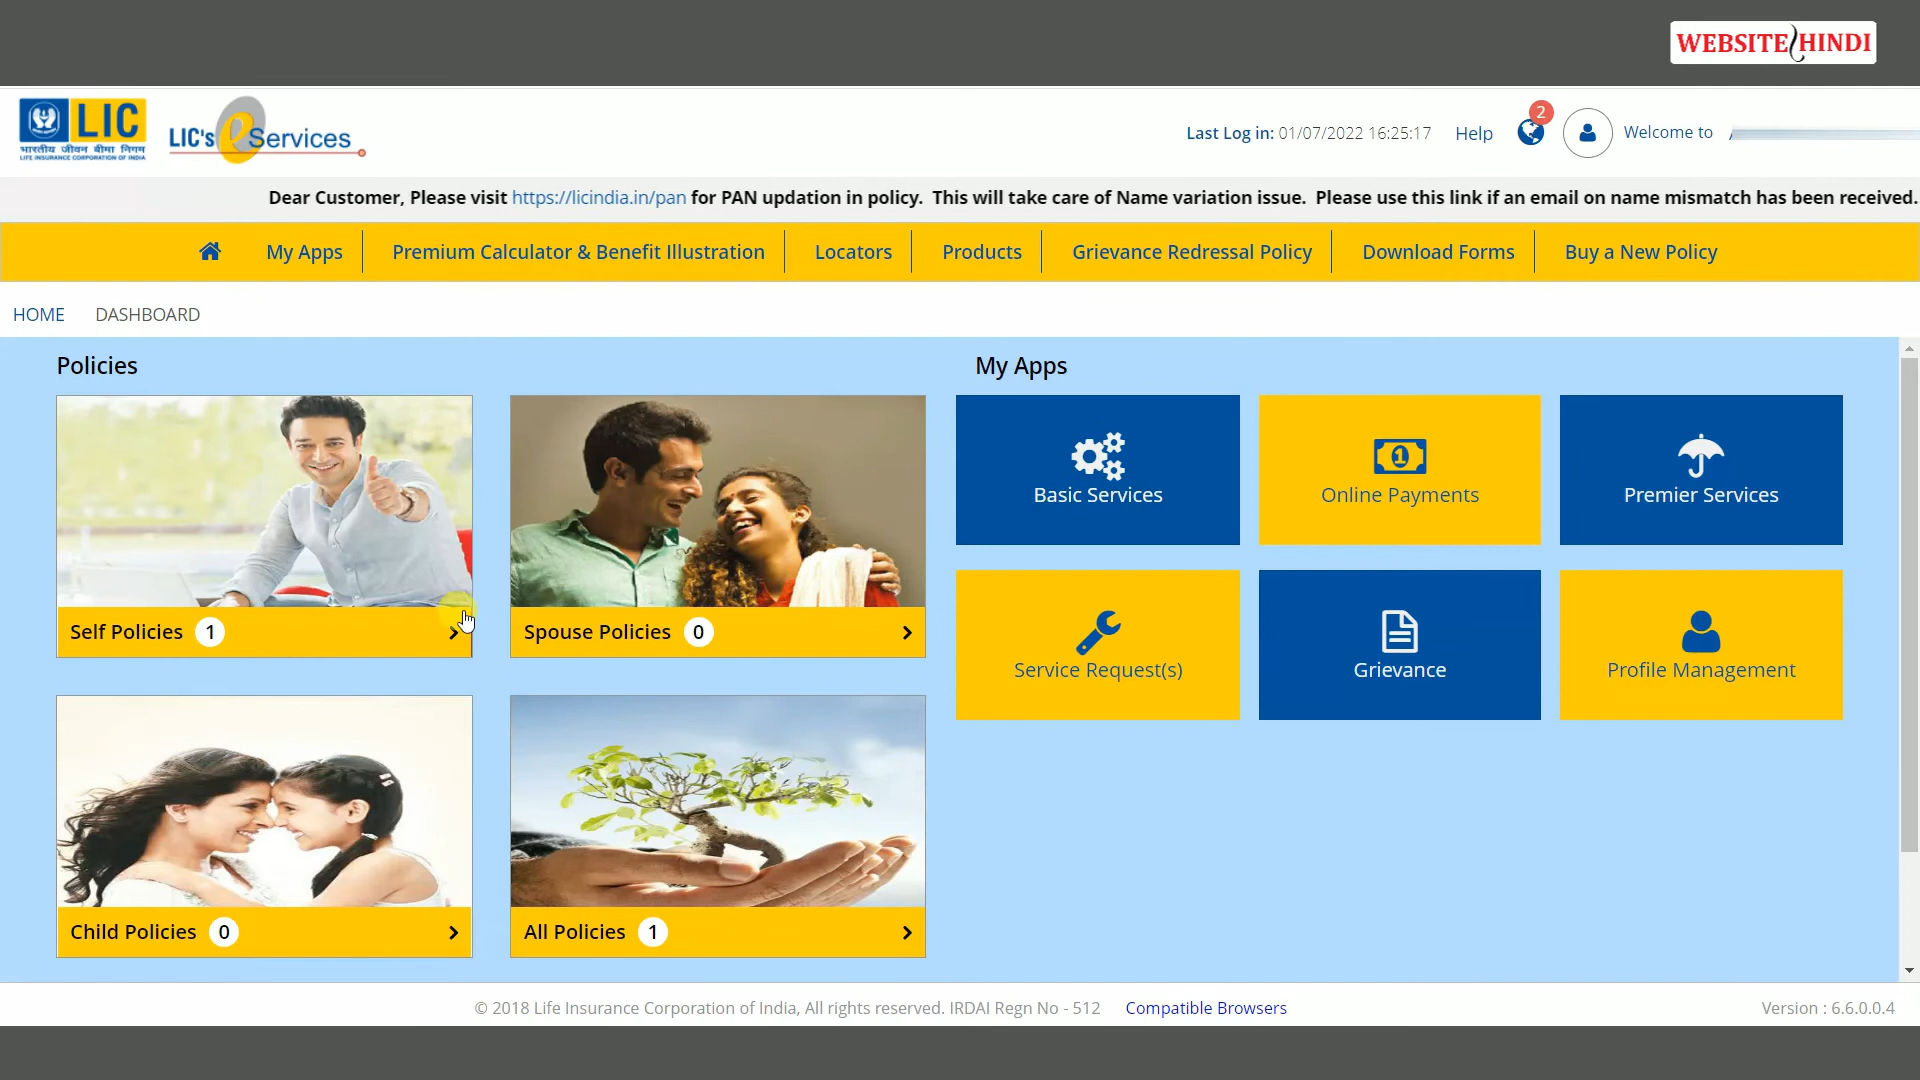 WEBSITE HINDI
LIC
भारतीय जीवन बीमा निगम
LIFE INSURANCE CORPORATION OF INDIA
LIC's eServices
Last Log in: 01/07/2022 16:25:17
Help
2
Welcome to
Dear Customer, Please visit https://licindia.in/pan for PAN updation in policy. This will take care of Name variation issue. Please use this link if an email on name mismatch has been received.
My Apps
Premium Calculator & Benefit Illustration
Locators
Products
Grievance Redressal Policy
Download Forms
Buy a New Policy
HOME
DASHBOARD
Policies
My Apps
Basic Services
1
Online Payments
Premier Services
Self Policies 1
Spouse Policies 0
Service Request(s)
Grievance
Profile Management
Child Policies 0
All Policies 1
© 2018 Life Insurance Corporation of India, All rights reserved. IRDAI Regn No - 512
Compatible Browsers
Version : 6.6.0.0.4